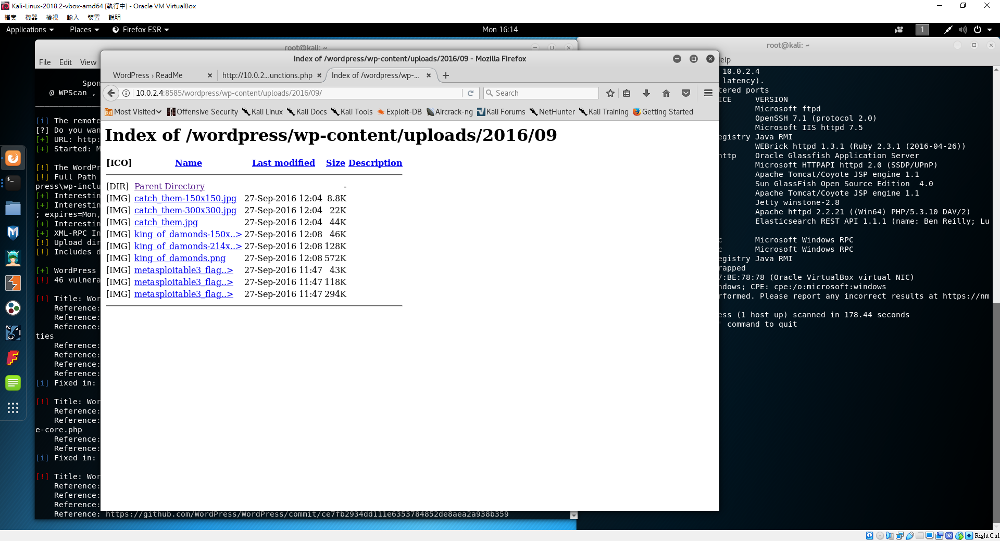 Kali-Linux-2018.2-vbox-amd64 [執行中] - Oracle VM VirtualBox
檔案 機器 檢視 輸入 裝置 說明
Applications Places Firefox ESR Mon 16:14 1
root@kali: ~
File Edit View
Spon
@_WPScan_,
[i] The remote
[?] Do you wan
[+] URL: http:
[+] Started: M
[!] The WordPr
[!] Full Path
press\wp-inclu
[+] Interestin
[+] Interestin
; expires=Mon,
[+] Interestin
[+] XML-RPC In
[!] Upload dir
[!] Includes d
[+] WordPress
[!] 46 vulnera
[!] Title: Wor
Reference:
Reference:
Reference:
ties
Reference:
Reference:
Reference:
Reference:
[i] Fixed in:
[!] Title: Wor
Reference:
Reference:
e-core.php
Reference:
Reference:
[i] Fixed in:
[!] Title: Wor
Reference:
Reference:
Reference:
Reference: https://github.com/WordPress/WordPress/commit/ce7fb2934dd111e6353784852de8aea2a938b359
Index of /wordpress/wp-content/uploads/2016/09 - Mozilla Firefox
WordPress › ReadMe × http://10.0.2...unctions.php × Index of /wordpress/wp-... × +
10.0.2.4:8585/wordpress/wp-content/uploads/2016/09/ Search
Most Visited Offensive Security Kali Linux Kali Docs Kali Tools Exploit-DB Aircrack-ng Kali Forums NetHunter Kali Training Getting Started
Index of /wordpress/wp-content/uploads/2016/09
[ICO] Name Last modified Size Description
[DIR] Parent Directory -
[IMG] catch_them-150x150.jpg 27-Sep-2016 12:04 8.8K
[IMG] catch_them-300x300.jpg 27-Sep-2016 12:04 22K
[IMG] catch_them.jpg 27-Sep-2016 12:04 44K
[IMG] king_of_damonds-150x..> 27-Sep-2016 12:08 46K
[IMG] king_of_damonds-214x..> 27-Sep-2016 12:08 128K
[IMG] king_of_damonds.png 27-Sep-2016 12:08 572K
[IMG] metasploitable3_flag..> 27-Sep-2016 11:47 43K
[IMG] metasploitable3_flag..> 27-Sep-2016 11:47 118K
[IMG] metasploitable3_flag..> 27-Sep-2016 11:47 294K
root@kali: ~
elp
10.0.2.4
latency).
tered ports
ICE VERSION
Microsoft ftpd
OpenSSH 7.1 (protocol 2.0)
Microsoft IIS httpd 7.5
egistry Java RMI
WEBrick httpd 1.3.1 (Ruby 2.3.1 (2016-04-26))
http Oracle Glassfish Application Server
Microsoft HTTPAPI httpd 2.0 (SSDP/UPnP)
Apache Tomcat/Coyote JSP engine 1.1
Sun GlassFish Open Source Edition 4.0
Apache Tomcat/Coyote JSP engine 1.1
Jetty winstone-2.8
Apache httpd 2.2.21 ((Win64) PHP/5.3.10 DAV/2)
Elasticsearch REST API 1.1.1 (name: Ben Reilly; Lu
c Microsoft Windows RPC
c Microsoft Windows RPC
egistry Java RMI
rapped
7:BE:78:78 (Oracle VirtualBox virtual NIC)
ndows; CPE: cpe:/o:microsoft:windows
rformed. Please report any incorrect results at https://nm
ess (1 host up) scanned in 178.44 seconds
' command to quit
Right Ctrl